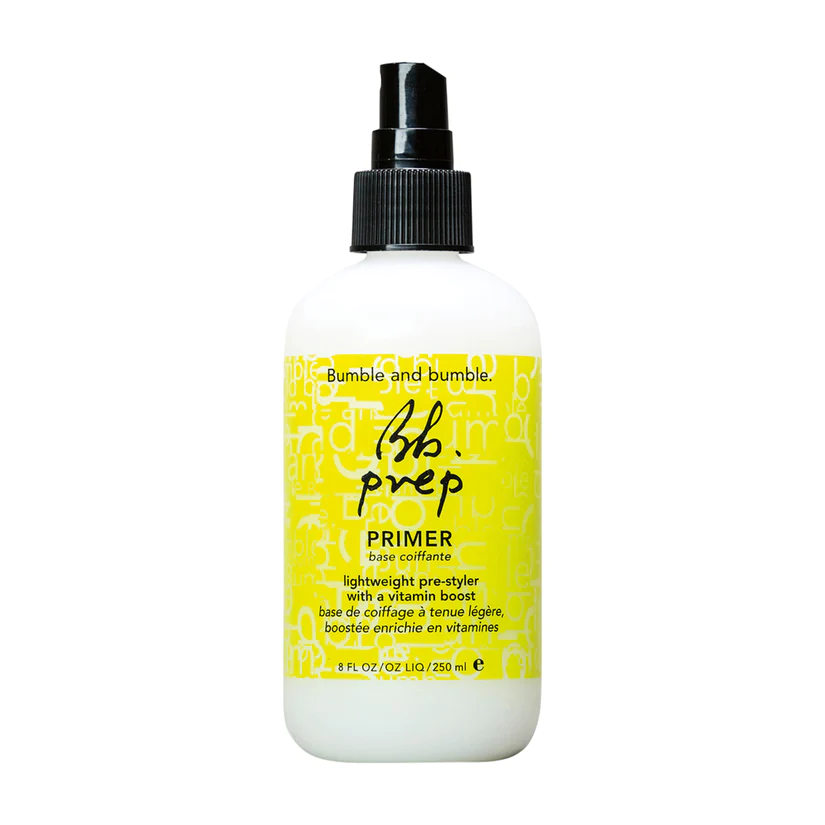 Bumble and bumble.
Bb.
prep
PRIMER
base coiffante
lightweight pre-styler
with a vitamin boost
base de coiffage à tenue légère,
boostée enrichie en vitamines
8 FL OZ/OZ LIQ/250 ml e